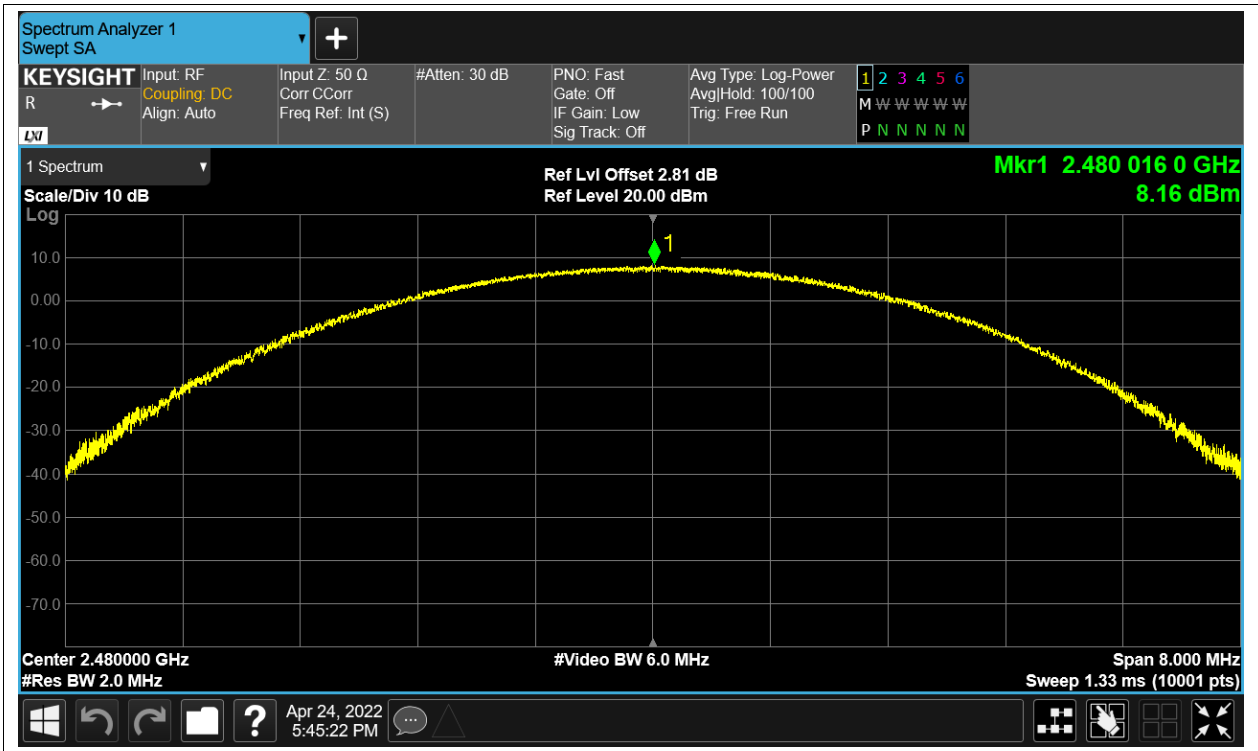 Spectrum Analyzer 1
Swept SA
+
KEYSIGHT
R
LXI
Input: RF
Coupling: DC
Align: Auto
Input Z: 50 Ω
Corr CCorr
Freq Ref: Int (S)
#Atten: 30 dB
PNO: Fast
Gate: Off
IF Gain: Low
Sig Track: Off
Avg Type: Log-Power
Avg|Hold: 100/100
Trig: Free Run
1 2 3 4 5 6
M W W W W W
P N N N N N
1 Spectrum
Scale/Div 10 dB
Log
Ref Lvl Offset 2.81 dB
Ref Level 20.00 dBm
Mkr1 2.480 016 0 GHz
8.16 dBm
1
10.0
0.00
-10.0
-20.0
-30.0
-40.0
-50.0
-60.0
-70.0
Center 2.480000 GHz
#Res BW 2.0 MHz
#Video BW 6.0 MHz
Span 8.000 MHz
Sweep 1.33 ms (10001 pts)
?
Apr 24, 2022
5:45:22 PM